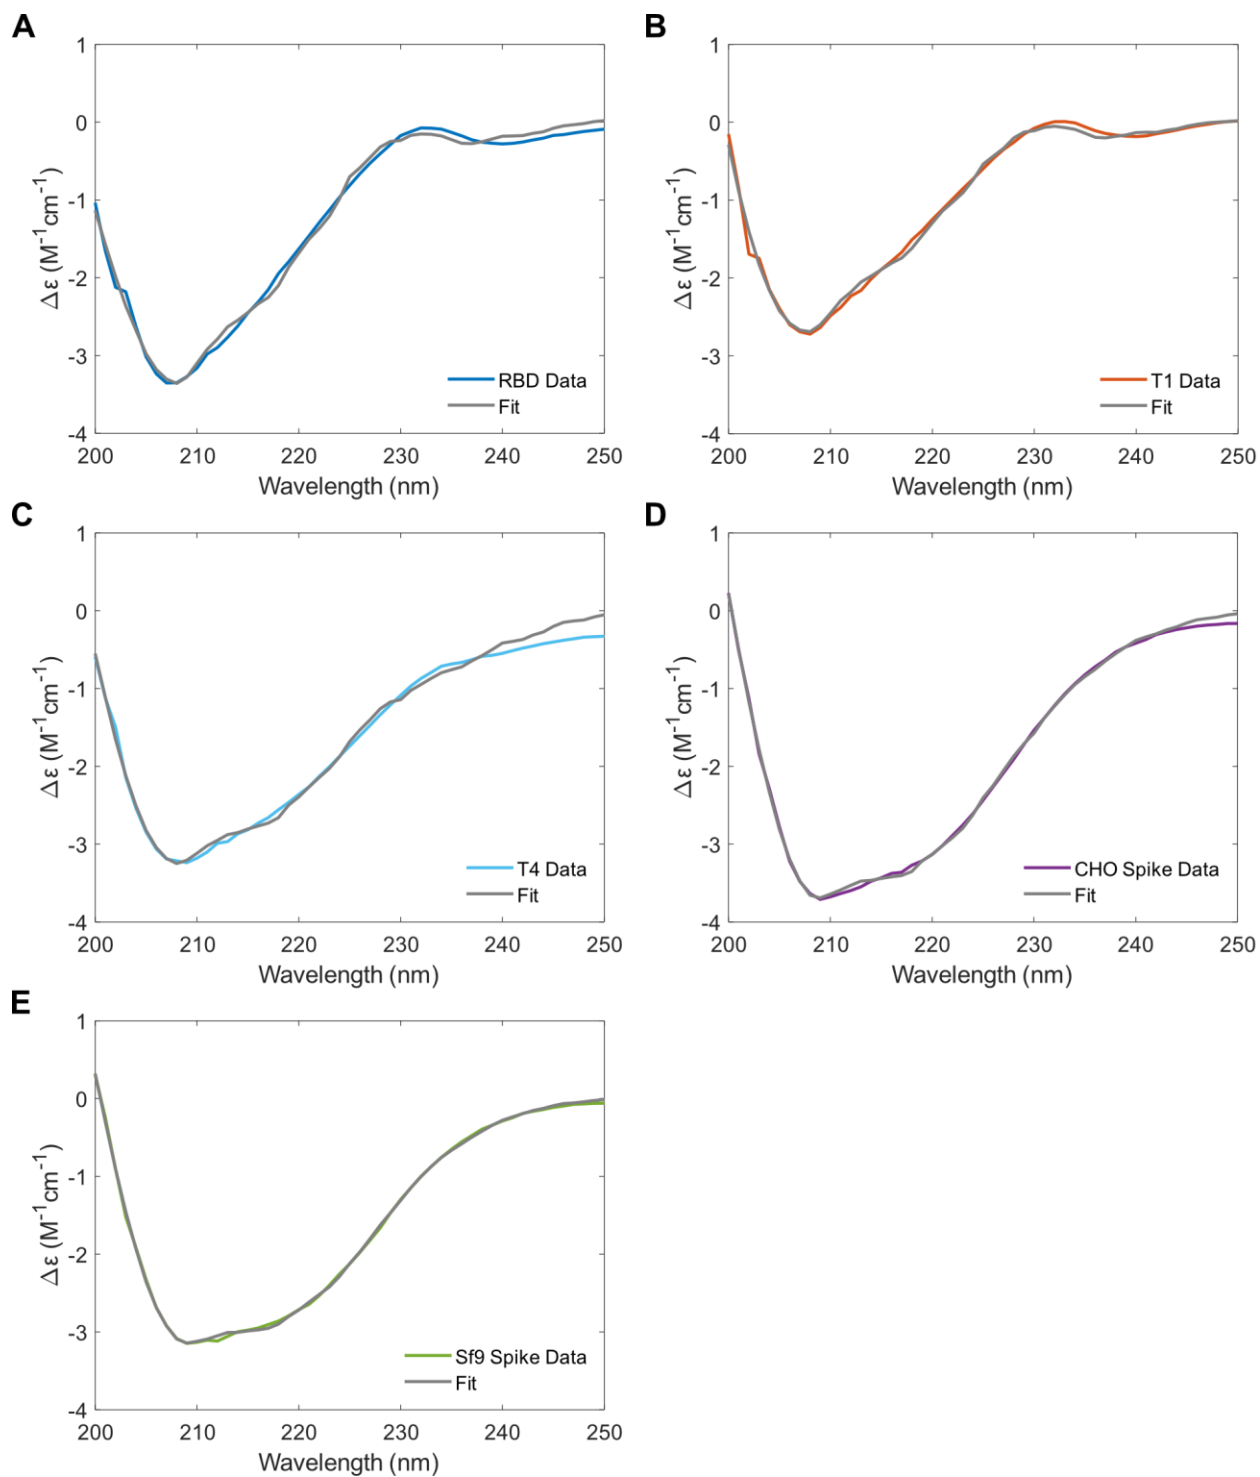 A
1
0
-1
-2
-3
-4
200
210
220
230
240
250
Δε (M⁻¹cm⁻¹)
Wavelength (nm)
RBD Data
Fit
B
1
0
-1
-2
-3
-4
200
210
220
230
240
250
Δε (M⁻¹cm⁻¹)
Wavelength (nm)
T1 Data
Fit
C
1
0
-1
-2
-3
-4
200
210
220
230
240
250
Δε (M⁻¹cm⁻¹)
Wavelength (nm)
T4 Data
Fit
D
1
0
-1
-2
-3
-4
200
210
220
230
240
250
Δε (M⁻¹cm⁻¹)
Wavelength (nm)
CHO Spike Data
Fit
E
1
0
-1
-2
-3
-4
200
210
220
230
240
250
Δε (M⁻¹cm⁻¹)
Wavelength (nm)
Sf9 Spike Data
Fit